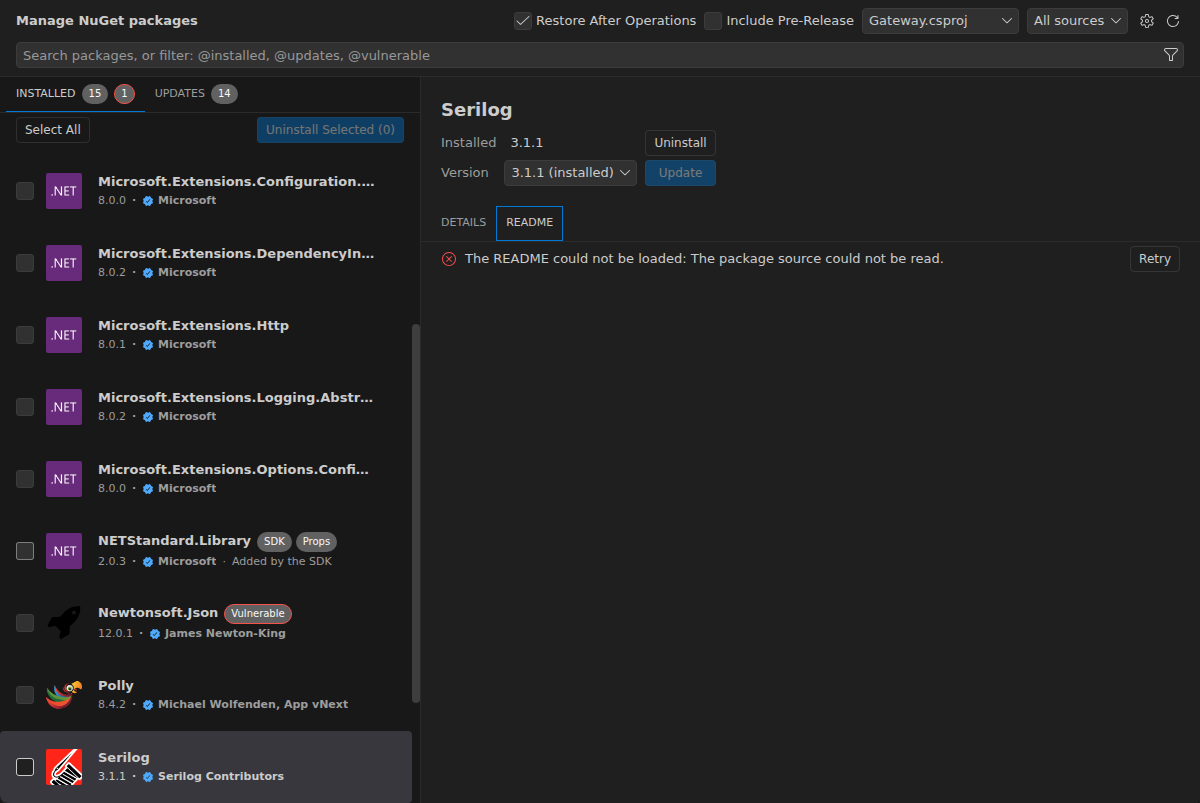 Manage NuGet packages
Restore After Operations
Include Pre-Release
Gateway.csproj
All sources
Search packages, or filter: @installed, @updates, @vulnerable
INSTALLED 15 1 UPDATES 14
Select All
Uninstall Selected (0)
.NET
Microsoft.Extensions.Configuration....
8.0.0 · Microsoft
.NET
Microsoft.Extensions.DependencyIn...
8.0.2 · Microsoft
.NET
Microsoft.Extensions.Http
8.0.1 · Microsoft
.NET
Microsoft.Extensions.Logging.Abstr...
8.0.2 · Microsoft
.NET
Microsoft.Extensions.Options.Confi...
8.0.0 · Microsoft
.NET
NETStandard.Library SDK Props
2.0.3 · Microsoft · Added by the SDK
Newtonsoft.Json Vulnerable
12.0.1 · James Newton-King
Polly
8.4.2 · Michael Wolfenden, App vNext
Serilog
3.1.1 · Serilog Contributors
Serilog
Installed 3.1.1 Uninstall
Version 3.1.1 (installed) Update
DETAILS README
The README could not be loaded: The package source could not be read.
Retry